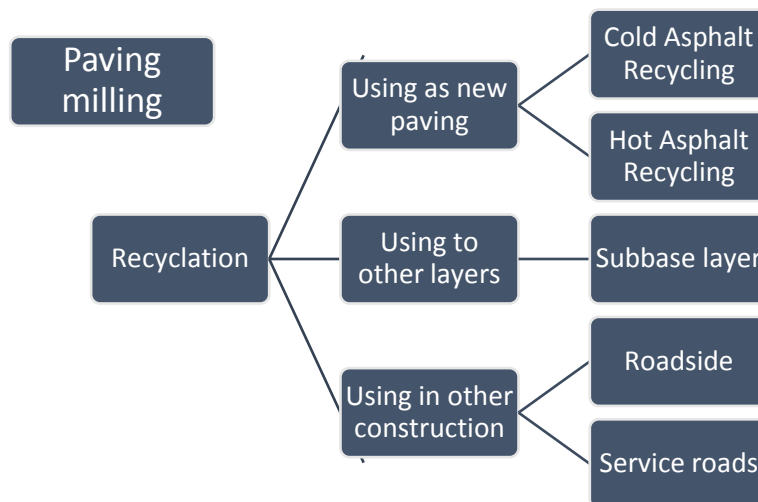 Paving
milling
Recyclation
Using as new
paving
Cold Asphalt
Recycling
Hot Asphalt
Recycling
Using to
other layers
Subbase layer
Using in other
construction
Roadside
Service roads